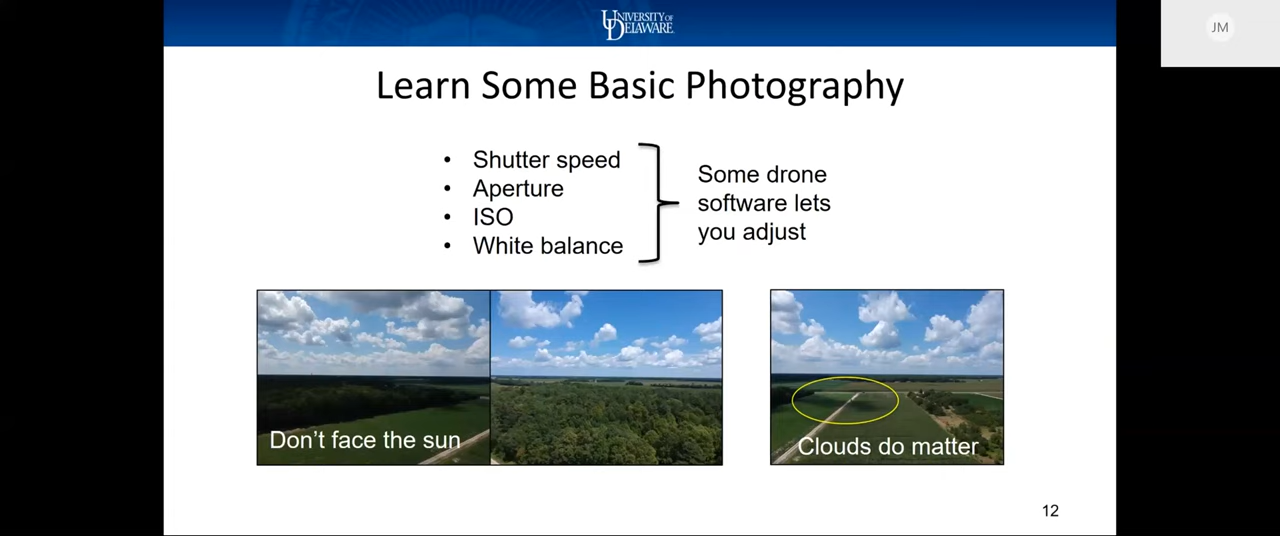 UNIVERSITY OF
DELAWARE
JM
Learn Some Basic Photography
• Shutter speed
• Aperture
• ISO
• White balance
Some drone
software lets
you adjust
Don't face the sun
Clouds do matter
12